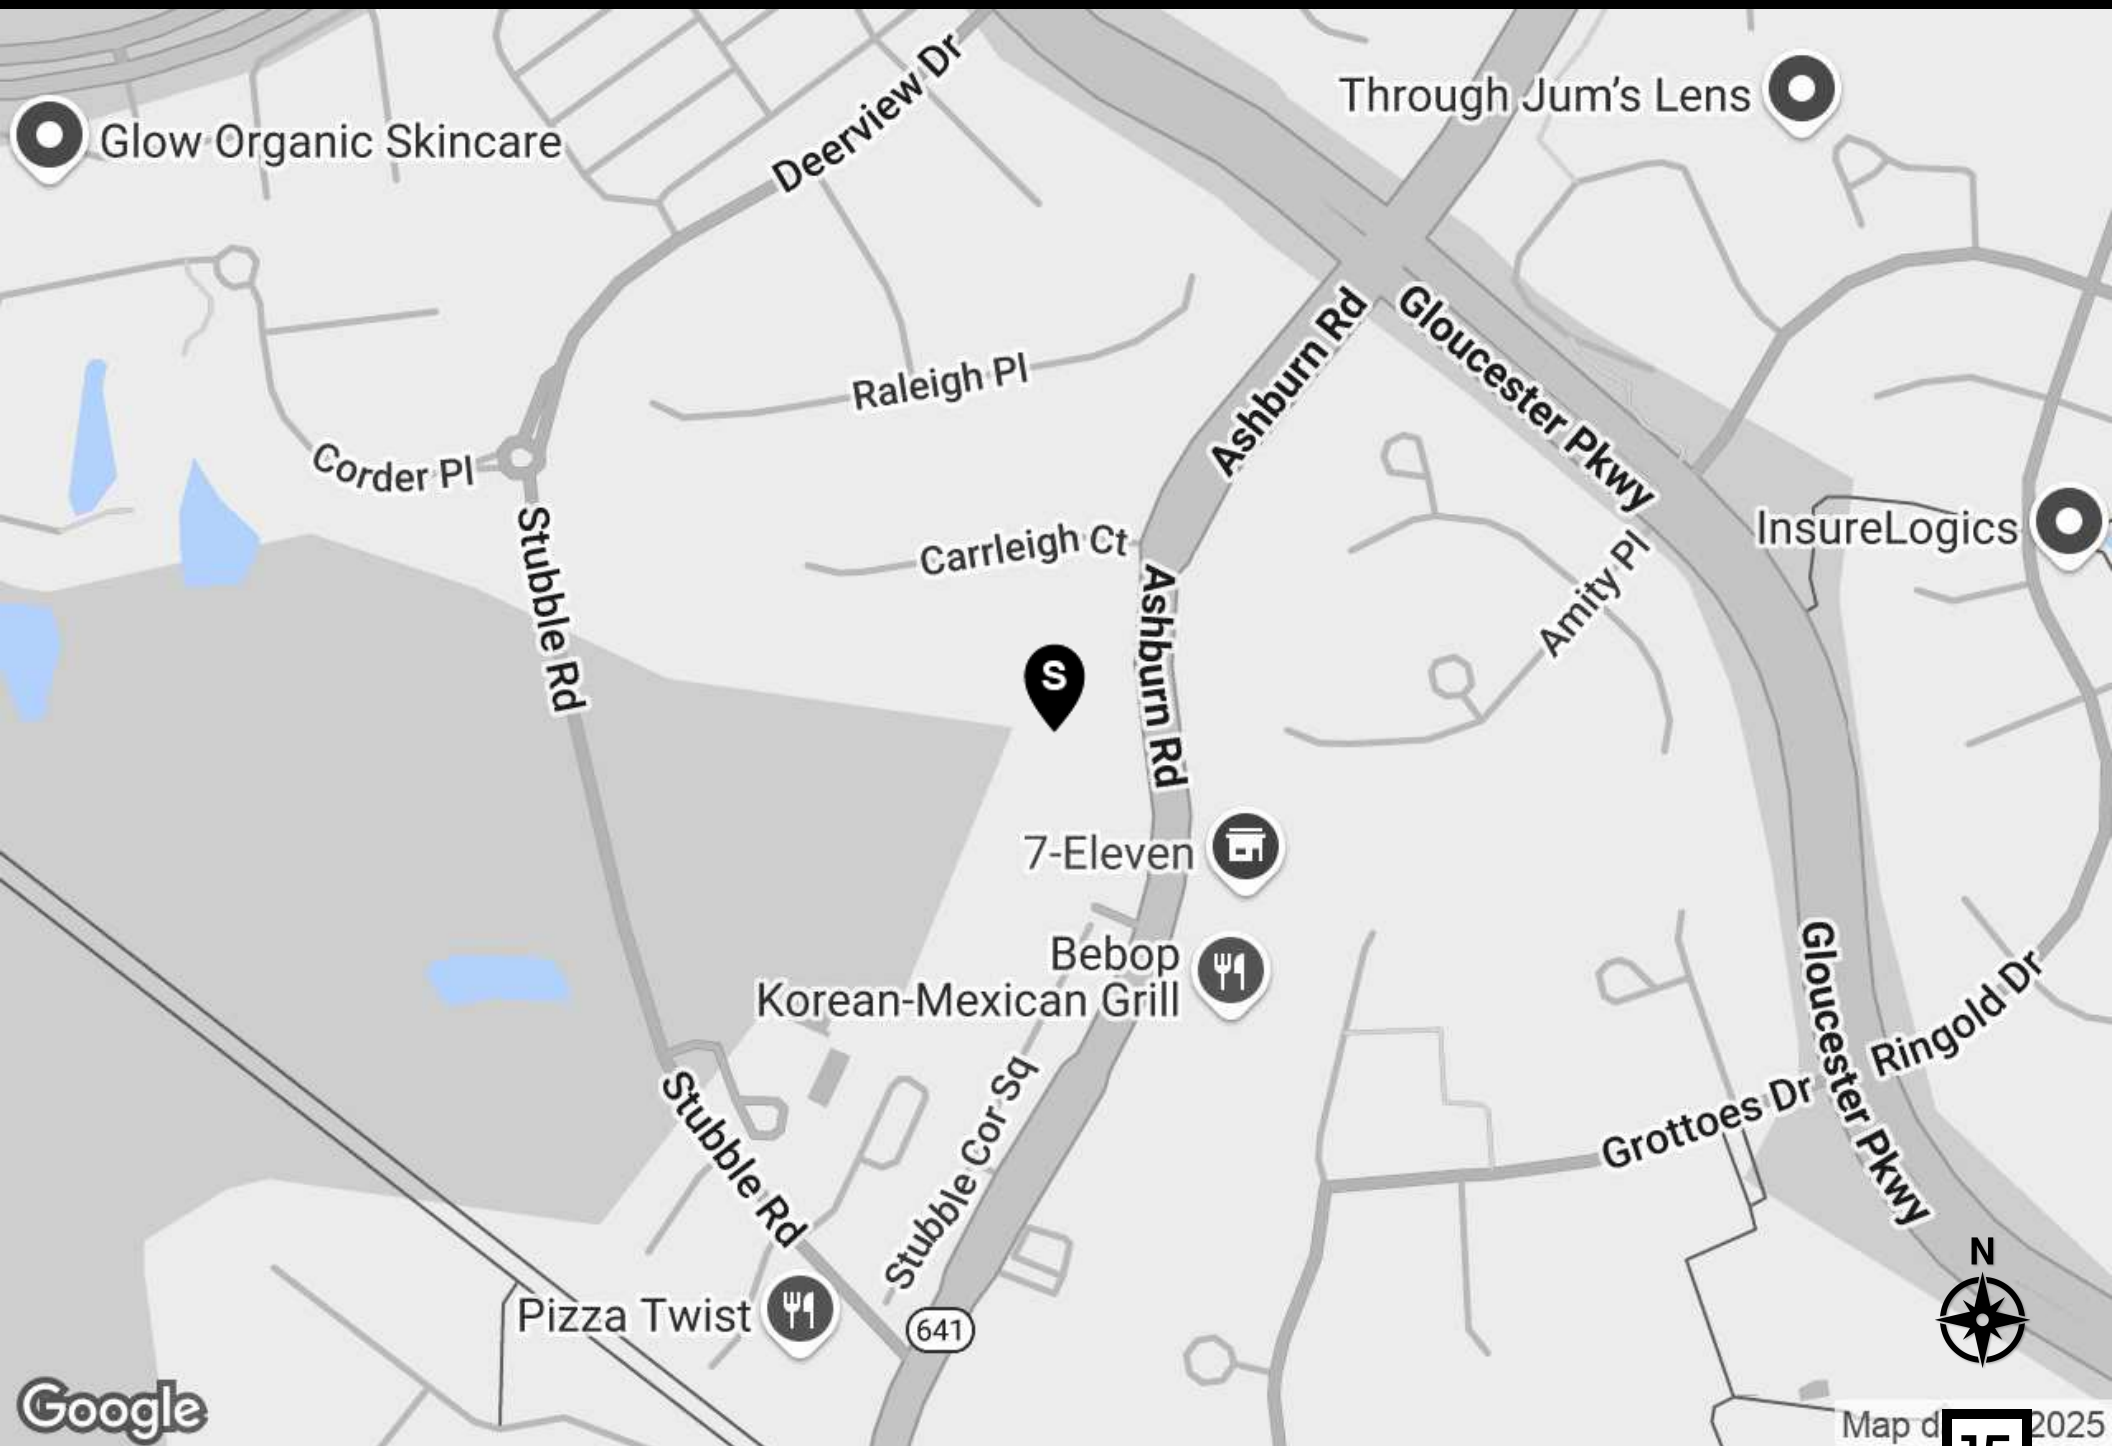 Deerview Dr
Through Jum's Lens
Glow Organic Skincare
Ashburn Rd
Gloucester Pkwy
Raleigh Pl
Corder Pl
Stubble Rd
Carrleigh Ct
InsureLogics
Amity Pl
Ashburn Rd
S
7-Eleven
Bebop
Korean-Mexican Grill
Gloucester Pkwy
Ringold Dr
Grottoes Dr
Stubble Rd
Stubble Cor Sq
N
Pizza Twist
641
Google
Map d
2025